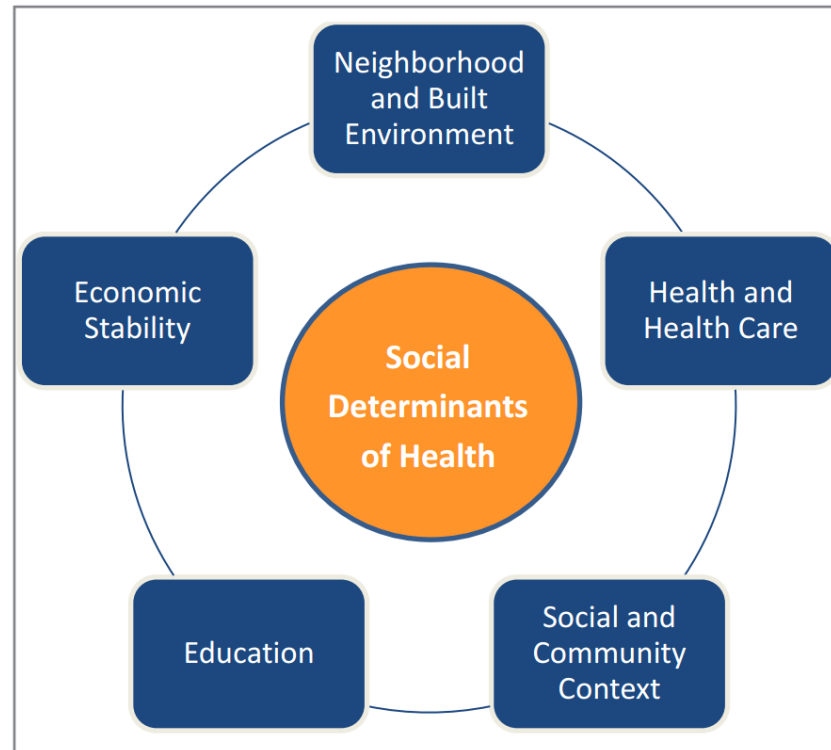 Neighborhood
and Built
Environment
Economic
Stability
Health and
Health Care
Social
Determinants
of Health
Education
Social and
Community
Context